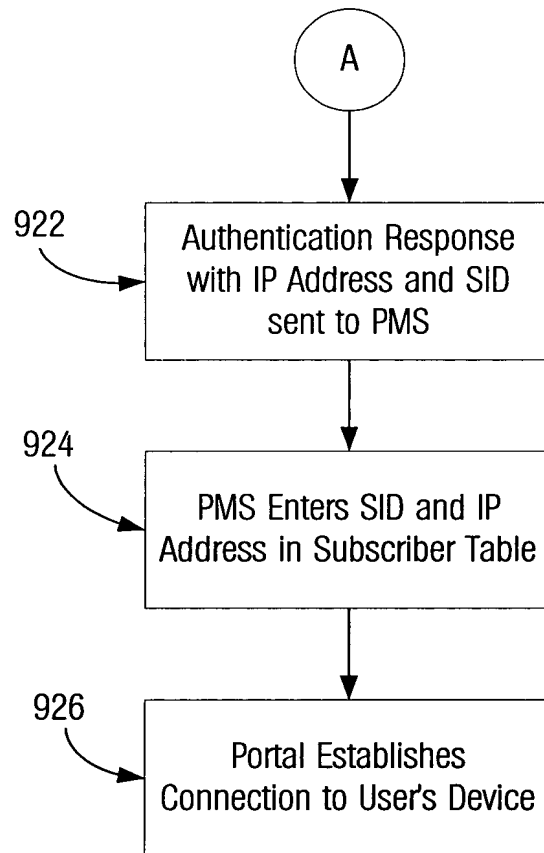 A
922
Authentication Response
with IP Address and SID
sent to PMS
924
PMS Enters SID and IP
Address in Subscriber Table
926
Portal Establishes
Connection to User's Device